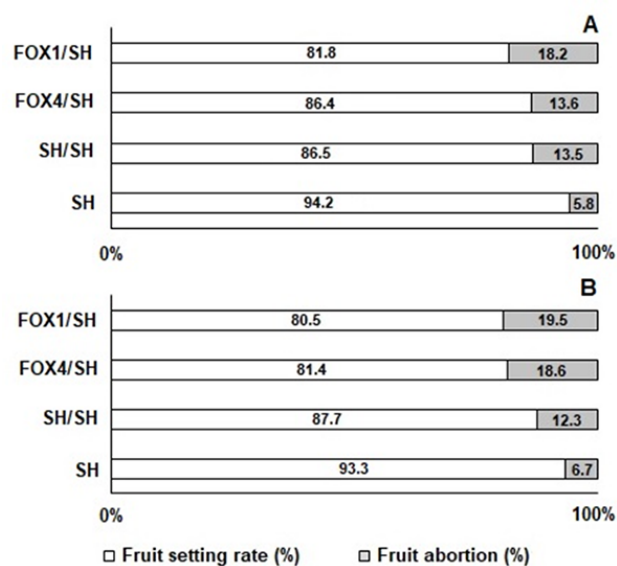 A
FOX1/SH 81.8 18.2
FOX4/SH 86.4 13.6
SH/SH 86.5 13.5
SH 94.2 5.8
0% 100%
B
FOX1/SH 80.5 19.5
FOX4/SH 81.4 18.6
SH/SH 87.7 12.3
SH 93.3 6.7
0% 100%
Fruit setting rate (%) Fruit abortion (%)